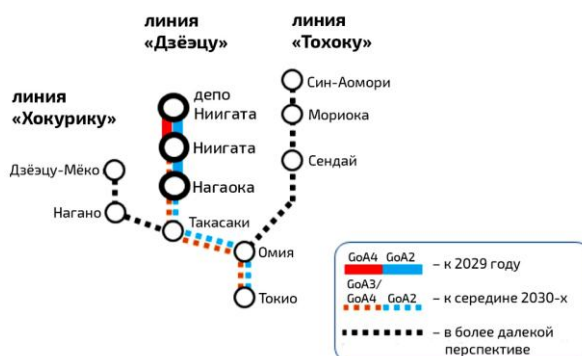 линия
«Дзёэцу»
линия
«Тохоку»
линия
«Хокурику»
депо
Ниигата
Ниигата
Нагаока
Син-Аомори
Мориока
Сендай
Дзёэцу-Мёко
Нагано
Такасаки
Омия
Токио
GoA4 GoA2
– к 2029 году
GoA3/
GoA4 GoA2
– к середине 2030-х
– в более далекой
перспективе